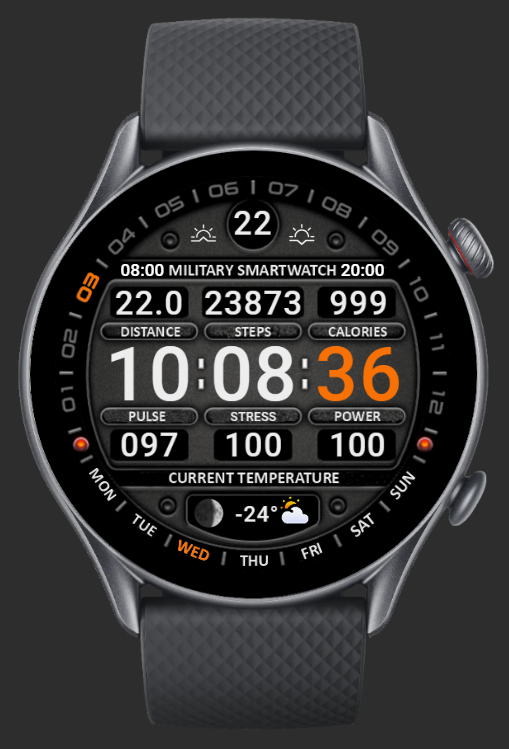 01 02 03 04 05 06 07 08 09 10 11 12
22
08:00 MILITARY SMARTWATCH 20:00
22.0 23873 999
DISTANCE STEPS CALORIES
10:08:36
PULSE STRESS POWER
097 100 100
CURRENT TEMPERATURE
-24°
MON TUE WED THU FRI SAT SUN